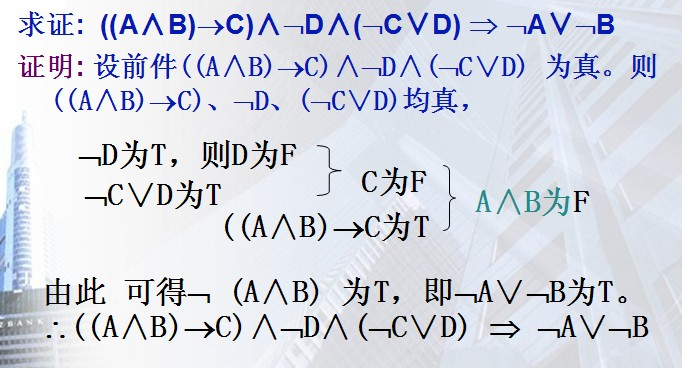 求证: ((A∧B)→C)∧¬D∧(¬C∨D) ⇒ ¬A∨¬B
证明: 设前件((A∧B)→C)∧¬D∧(¬C∨D) 为真。则
((A∧B)→C)、¬D、(¬C∨D)均真，
¬D为T，则D为F
¬C∨D为T
C为F
((A∧B)→C为T
A∧B为F
由此 可得¬ (A∧B) 为T，即¬A∨¬B为T。
∴((A∧B)→C)∧¬D∧(¬C∨D) ⇒ ¬A∨¬B